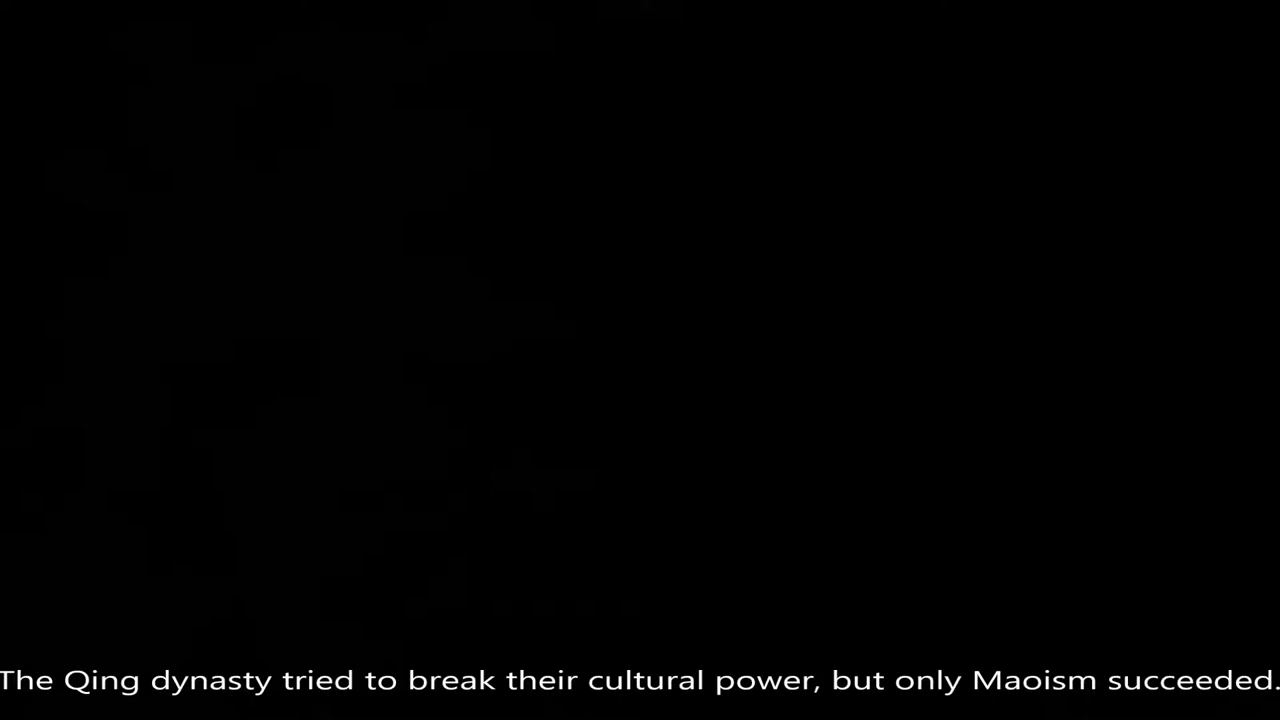 The Qing dynasty tried to break their cultural power, but only Maoism succeeded.